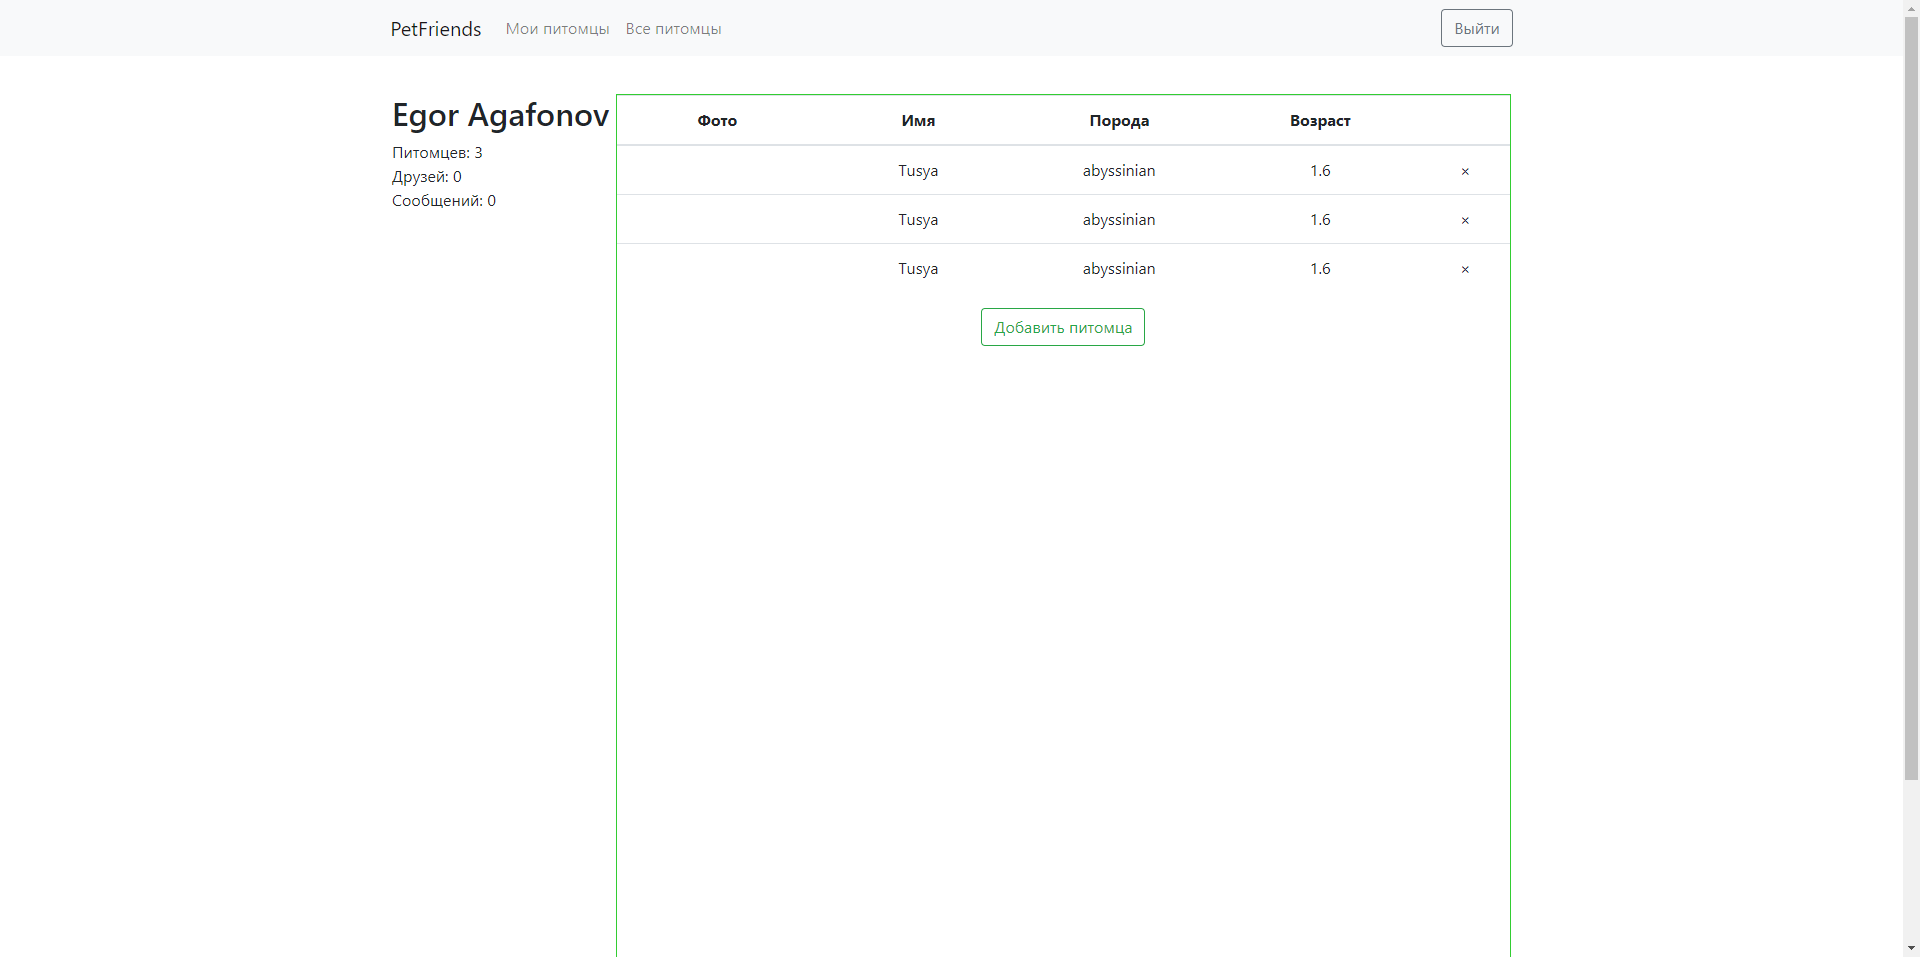 PetFriends Мои питомцы Все питомцы Выйти
Egor Agafonov
Питомцев: 3
Друзей: 0
Сообщений: 0
Фото Имя Порода Возраст
Tusya abyssinian 1.6 ×
Tusya abyssinian 1.6 ×
Tusya abyssinian 1.6 ×
Добавить питомца